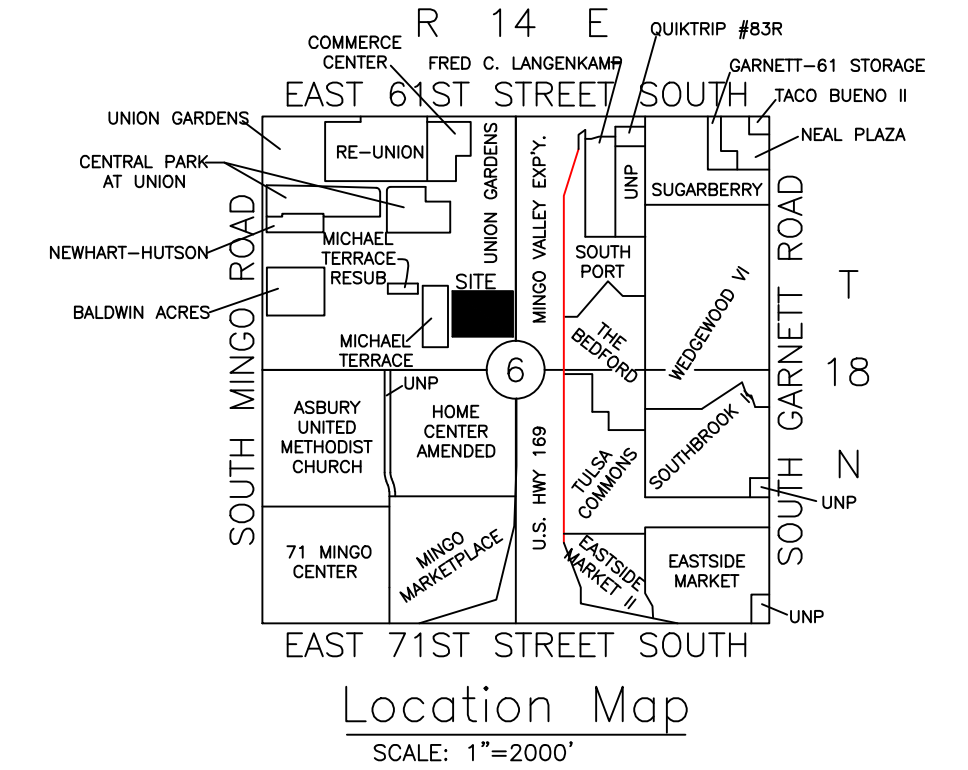 R 14 E
QUIKTRIP #83R
COMMERCE
CENTER
FRED C. LANGENKAMP
GARNETT-61 STORAGE
EAST 61ST STREET SOUTH
TACO BUENO II
UNION GARDENS
NEAL PLAZA
RE-UNION
CENTRAL PARK
AT UNION
UNION GARDENS
MINGO VALLEY EXP'Y.
UNP
SUGARBERRY
NEWHART-HUTSON
MICHAEL
TERRACE
RESUB
SOUTH
PORT
SITE
BALDWIN ACRES
MICHAEL
TERRACE
THE
BEDFORD
WEDGEWOOD VI
SOUTH MINGO ROAD
SOUTH GARNETT ROAD
T
18
N
6
UNP
ASBURY
UNITED
METHODIST
CHURCH
HOME
CENTER
AMENDED
U.S. HWY 169
TULSA
COMMONS
SOUTHBROOK II
UNP
71 MINGO
CENTER
MINGO
MARKETPLACE
EASTSIDE
MARKET II
EASTSIDE
MARKET
UNP
EAST 71ST STREET SOUTH
Location Map
SCALE: 1"=2000'